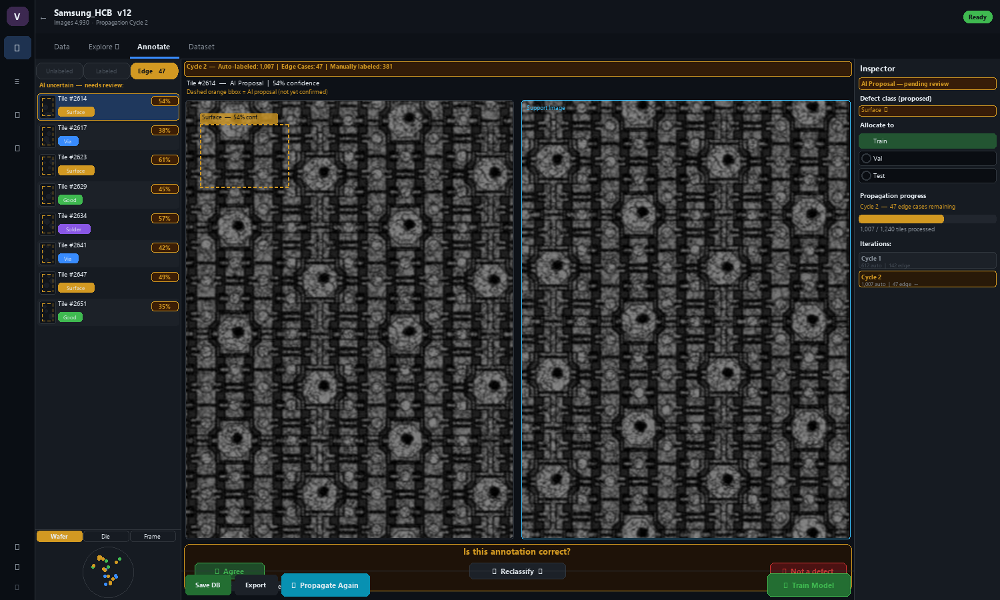 V
←
Samsung_HCB v12
Images 4,930 · Propagation Cycle 2
Ready
Data
Explore
Annotate
Dataset
Unlabeled
Labeled
Edge 47
AI uncertain — needs review:
Tile #2614
54%
Surface
Tile #2617
38%
Via
Tile #2623
61%
Surface
Tile #2629
45%
Good
Tile #2634
57%
Solder
Tile #2641
42%
Via
Tile #2647
49%
Surface
Tile #2651
35%
Good
Wafer
Die
Frame
Cycle 2 — Auto-labeled: 1,007 | Edge Cases: 47 | Manually labeled: 381
Tile #2614 — AI Proposal | 54% confidence
Dashed orange bbox = AI proposal (not yet confirmed)
Surface — 54% conf.
Support Image
Is this annotation correct?
Agree
Reclassify
Not a defect
Save DB
Export
Propagate Again
Train Model
Inspector
AI Proposal — pending review
Defect class (proposed)
Surface
Allocate to
Train
Val
Test
Propagation progress
Cycle 2 — 47 edge cases remaining
1,007 / 1,240 tiles processed
Iterations:
Cycle 1
612 auto | 142 edge
Cycle 2
1,007 auto | 47 edge ←